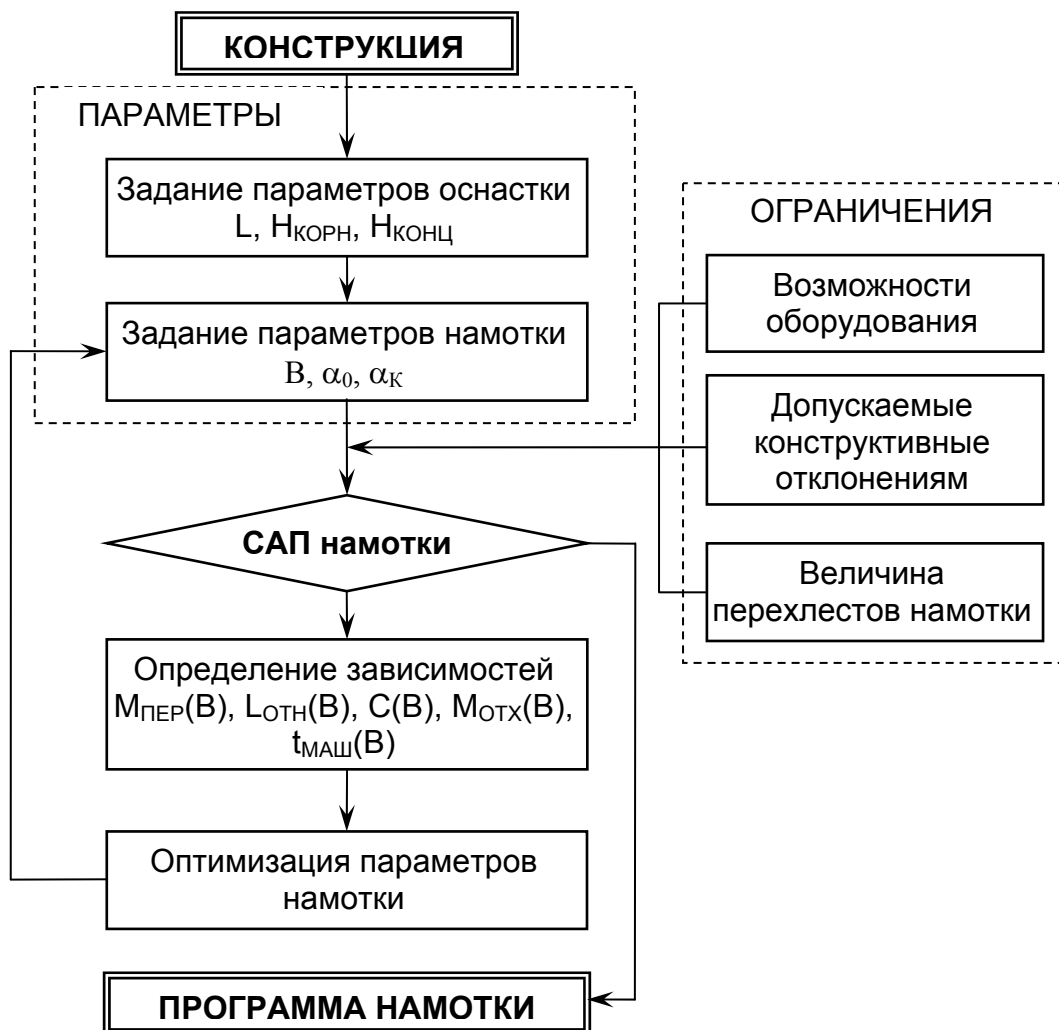 КОНСТРУКЦИЯ
ПАРАМЕТРЫ
Задание параметров оснастки
L, HКОРН, HКОНЦ
Задание параметров намотки
B, α0, αК
ОГРАНИЧЕНИЯ
Возможности
оборудования
Допускаемые
конструктивные
отклонениям
Величина
перехлестов намотки
САП намотки
Определение зависимостей
MПЕР(B), LОТН(B), C(B), MОТХ(B),
tМАШ(B)
Оптимизация параметров
намотки
ПРОГРАММА НАМОТКИ